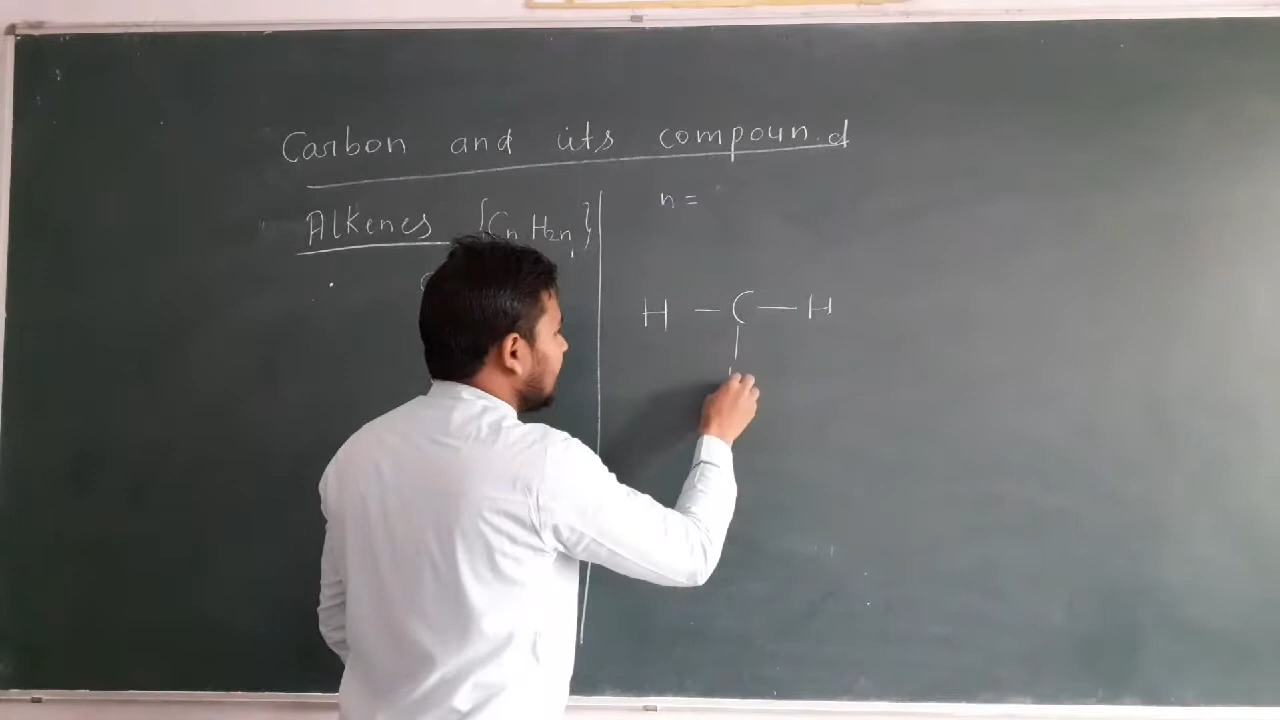 Carbon and its compound
Alkenes {CnH2n}
n =
H - C - H